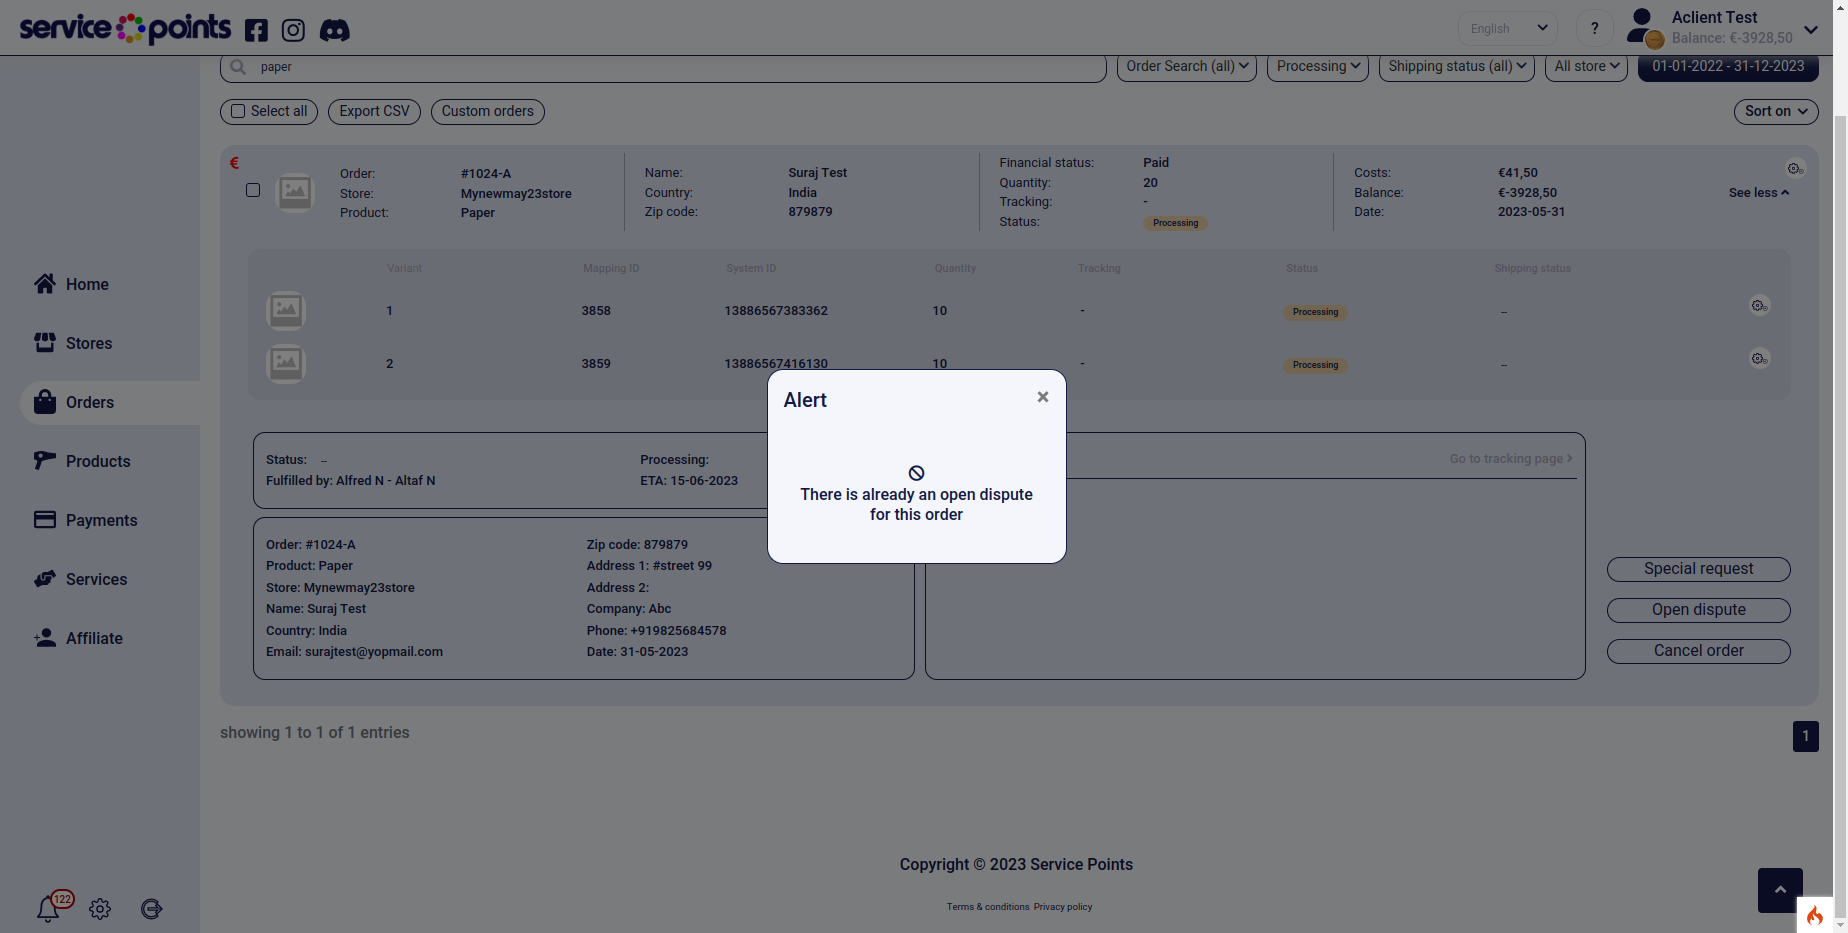 service points
English
?
Aclient Test
Balance: €-3928,50
paper
Order Search (all)
Processing
Shipping status (all)
All store
01-01-2022 - 31-12-2023
Select all
Export CSV
Custom orders
Sort on
€
Order: #1024-A
Store: Mynewmay23store
Product: Paper
Name: Suraj Test
Country: India
Zip code: 879879
Financial status: Paid
Quantity: 20
Tracking: -
Status: Processing
Costs: €41,50
Balance: €-3928,50
Date: 2023-05-31
See less
Variant Mapping ID System ID Quantity Tracking Status Shipping status
1 3858 13886567383362 10 - Processing --
2 3859 13886567416130 10 - Processing --
Home
Stores
Orders
Products
Payments
Services
Affiliate
122
Alert ×
There is already an open dispute
for this order
Status: --
Fulfilled by: Alfred N - Altaf N
Processing:
ETA: 15-06-2023
Go to tracking page
Order: #1024-A
Product: Paper
Store: Mynewmay23store
Name: Suraj Test
Country: India
Email: surajtest@yopmail.com
Zip code: 879879
Address 1: #street 99
Address 2:
Company: Abc
Phone: +919825684578
Date: 31-05-2023
Special request
Open dispute
Cancel order
showing 1 to 1 of 1 entries
1
Copyright © 2023 Service Points
Terms & conditions Privacy policy